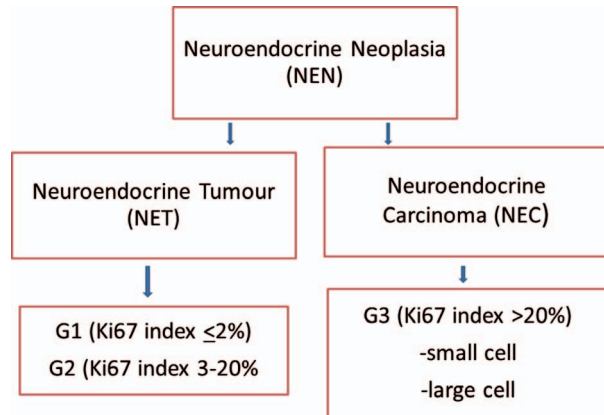 Neuroendocrine Neoplasia
(NEN)
Neuroendocrine Tumour
(NET)
Neuroendocrine
Carcinoma (NEC)
G1 (Ki67 index ≤2%)
G2 (Ki67 index 3-20%
G3 (Ki67 index >20%)
-small cell
-large cell